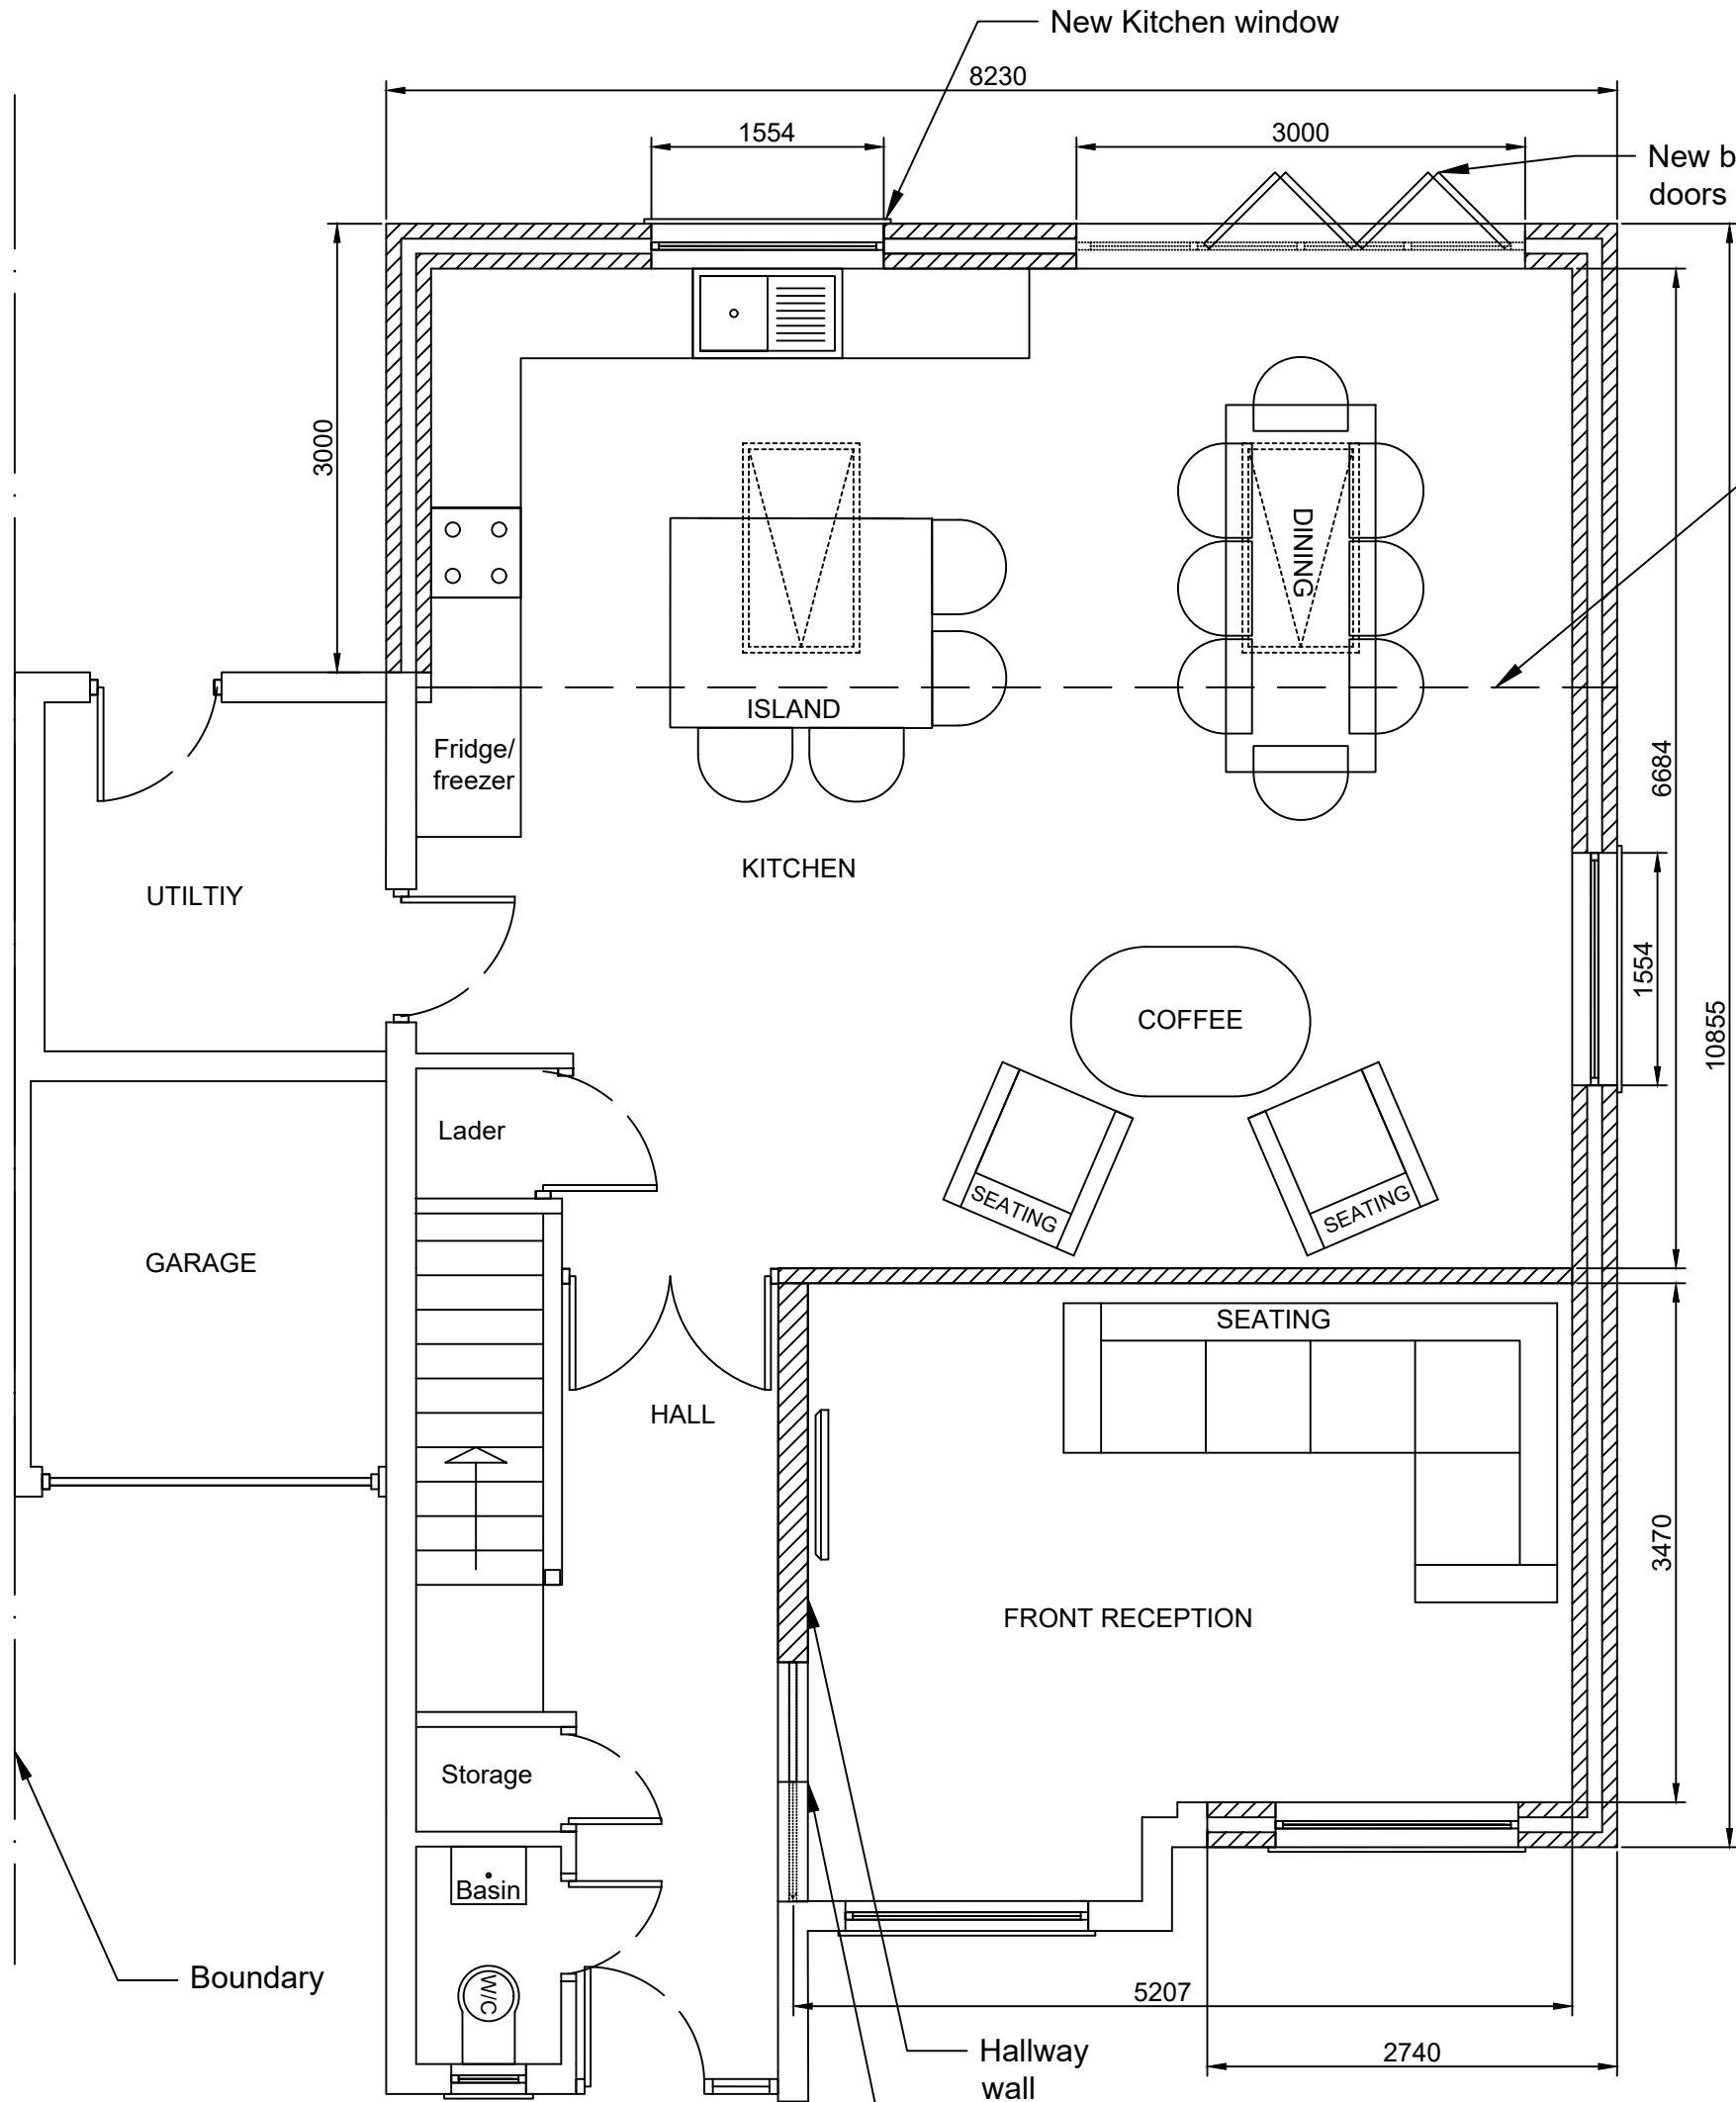 New Kitchen window
8230
1554
3000
New b
doors
3000
DINING
ISLAND
Fridge/
freezer
6684
KITCHEN
UTILTIY
1554
COFFEE
10855
Lader
SEATING
SEATING
GARAGE
SEATING
HALL
3470
FRONT RECEPTION
Storage
Basin
Boundary
W/C
5207
Hallway
wall
2740